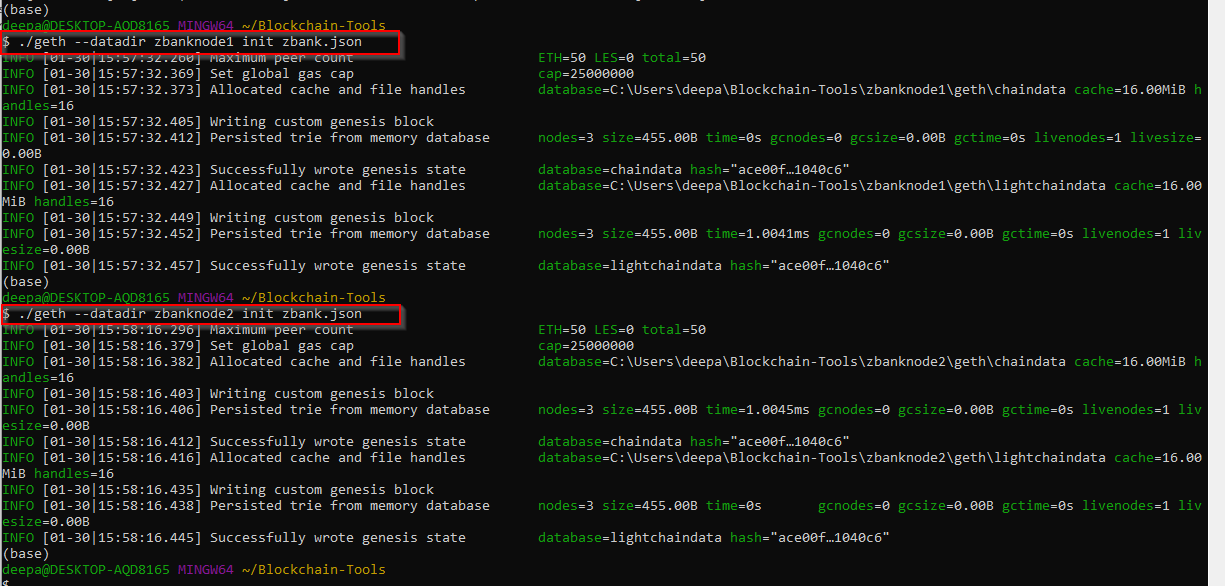 (base)
deepa@DESKTOP-AQD8165 MINGW64 ~/Blockchain-Tools
$ ./geth --datadir zbanknode1 init zbank.json
INFO [01-30|15:57:32.260] Maximum peer count                       ETH=50 LES=0 total=50
INFO [01-30|15:57:32.369] Set global gas cap                       cap=25000000
INFO [01-30|15:57:32.373] Allocated cache and file handles         database=C:\Users\deepa\Blockchain-Tools\zbanknode1\geth\chaindata cache=16.00MiB h
andles=16
INFO [01-30|15:57:32.405] Writing custom genesis block
INFO [01-30|15:57:32.412] Persisted trie from memory database      nodes=3 size=455.00B time=0s gcnodes=0 gcsize=0.00B gctime=0s livenodes=1 livesize=
0.00B
INFO [01-30|15:57:32.423] Successfully wrote genesis state         database=chaindata hash="ace00f…1040c6"
INFO [01-30|15:57:32.427] Allocated cache and file handles         database=C:\Users\deepa\Blockchain-Tools\zbanknode1\geth\lightchaindata cache=16.00
MiB handles=16
INFO [01-30|15:57:32.449] Writing custom genesis block
INFO [01-30|15:57:32.452] Persisted trie from memory database      nodes=3 size=455.00B time=1.0041ms gcnodes=0 gcsize=0.00B gctime=0s livenodes=1 liv
esize=0.00B
INFO [01-30|15:57:32.457] Successfully wrote genesis state         database=lightchaindata hash="ace00f…1040c6"
(base)
deepa@DESKTOP-AQD8165 MINGW64 ~/Blockchain-Tools
$ ./geth --datadir zbanknode2 init zbank.json
INFO [01-30|15:58:16.296] Maximum peer count                       ETH=50 LES=0 total=50
INFO [01-30|15:58:16.379] Set global gas cap                       cap=25000000
INFO [01-30|15:58:16.382] Allocated cache and file handles         database=C:\Users\deepa\Blockchain-Tools\zbanknode2\geth\chaindata cache=16.00MiB h
andles=16
INFO [01-30|15:58:16.403] Writing custom genesis block
INFO [01-30|15:58:16.406] Persisted trie from memory database      nodes=3 size=455.00B time=1.0045ms gcnodes=0 gcsize=0.00B gctime=0s livenodes=1 liv
esize=0.00B
INFO [01-30|15:58:16.412] Successfully wrote genesis state         database=chaindata hash="ace00f…1040c6"
INFO [01-30|15:58:16.416] Allocated cache and file handles         database=C:\Users\deepa\Blockchain-Tools\zbanknode2\geth\lightchaindata cache=16.00
MiB handles=16
INFO [01-30|15:58:16.435] Writing custom genesis block
INFO [01-30|15:58:16.438] Persisted trie from memory database      nodes=3 size=455.00B time=0s       gcnodes=0 gcsize=0.00B gctime=0s livenodes=1 liv
esize=0.00B
INFO [01-30|15:58:16.445] Successfully wrote genesis state         database=lightchaindata hash="ace00f…1040c6"
(base)
deepa@DESKTOP-AQD8165 MINGW64 ~/Blockchain-Tools
$